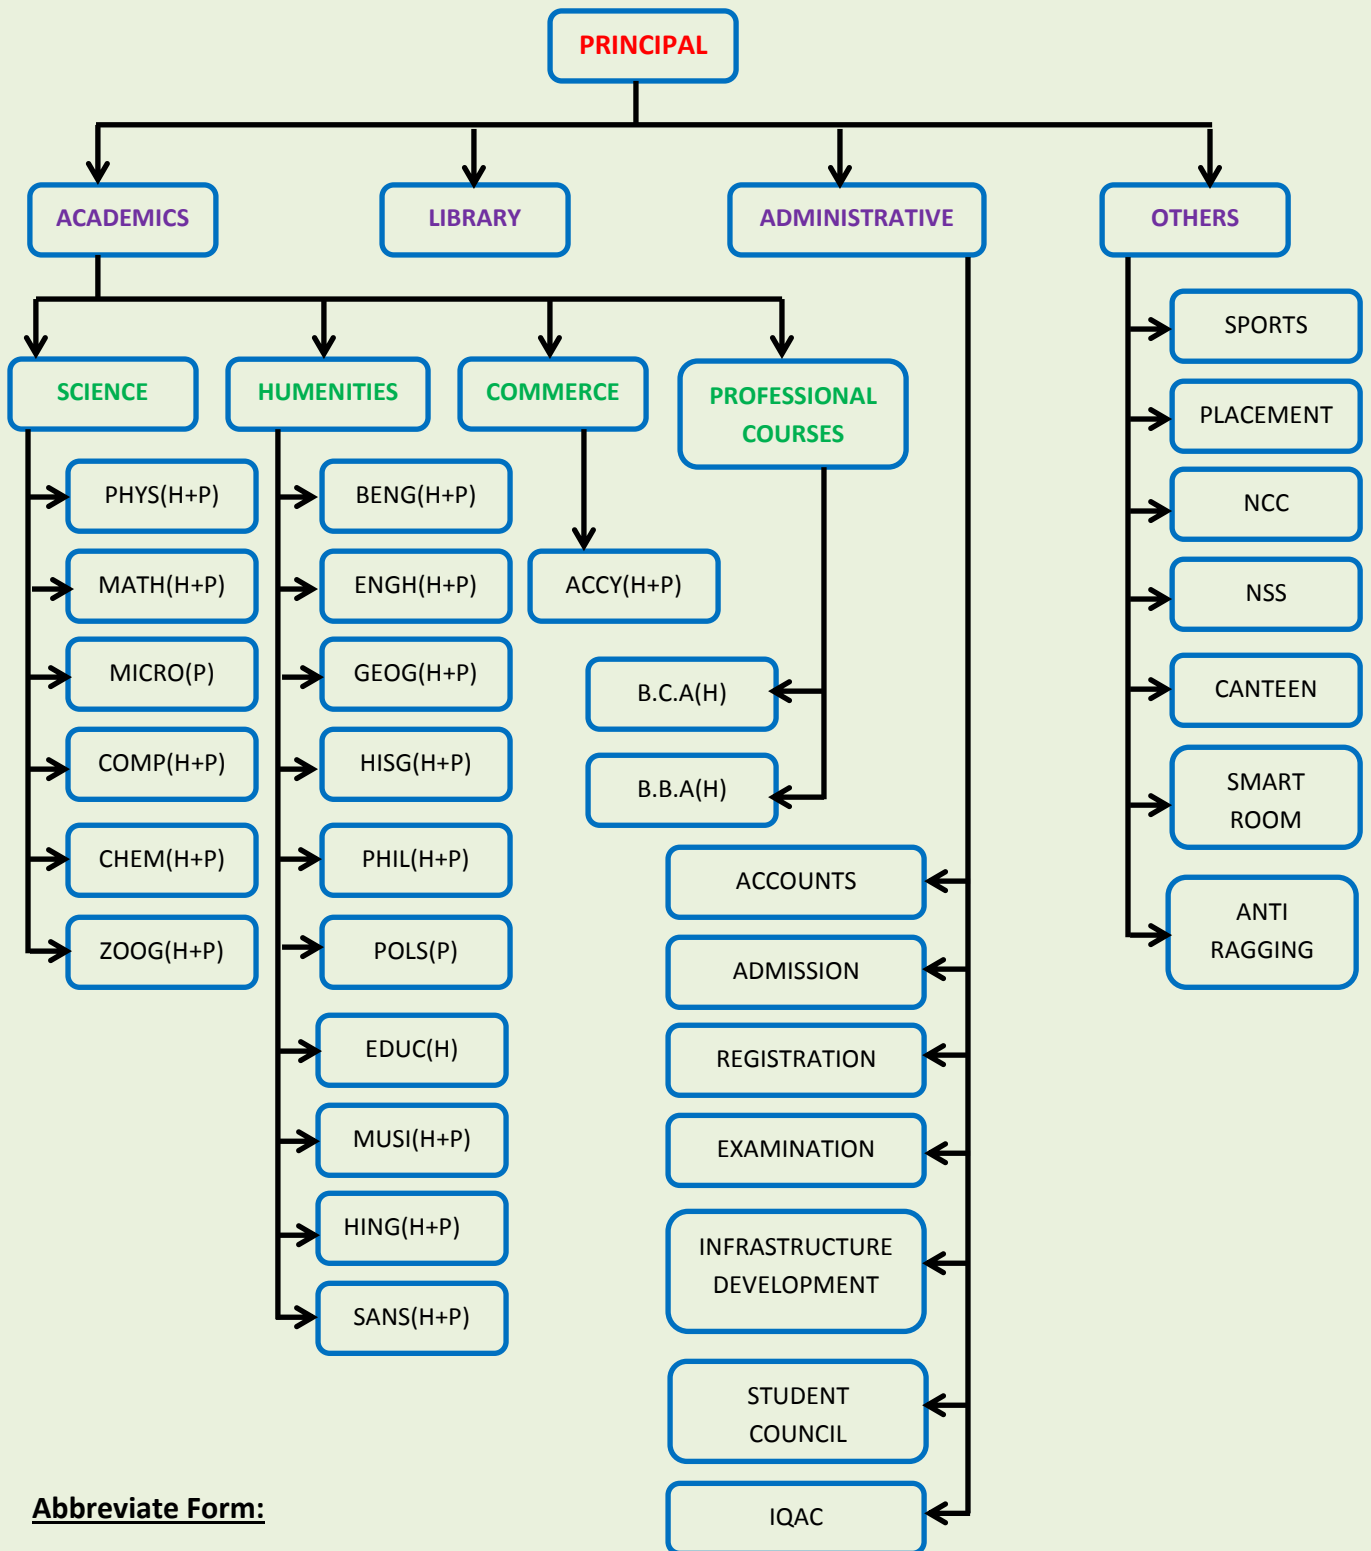 PRINCIPAL
ACADEMICS
LIBRARY
ADMINISTRATIVE
OTHERS
SCIENCE
HUMENITIES
COMMERCE
PROFESSIONAL
COURSES
PHYS(H+P)
MATH(H+P)
MICRO(P)
COMP(H+P)
CHEM(H+P)
ZOOG(H+P)
BENG(H+P)
ENGH(H+P)
GEOG(H+P)
HISG(H+P)
PHIL(H+P)
POLS(P)
EDUC(H)
MUSI(H+P)
HING(H+P)
SANS(H+P)
ACCY(H+P)
B.C.A(H)
B.B.A(H)
ACCOUNTS
ADMISSION
REGISTRATION
EXAMINATION
INFRASTRUCTURE
DEVELOPMENT
STUDENT
COUNCIL
IQAC
SPORTS
PLACEMENT
NCC
NSS
CANTEEN
SMART
ROOM
ANTI
RAGGING
Abbreviate Form: